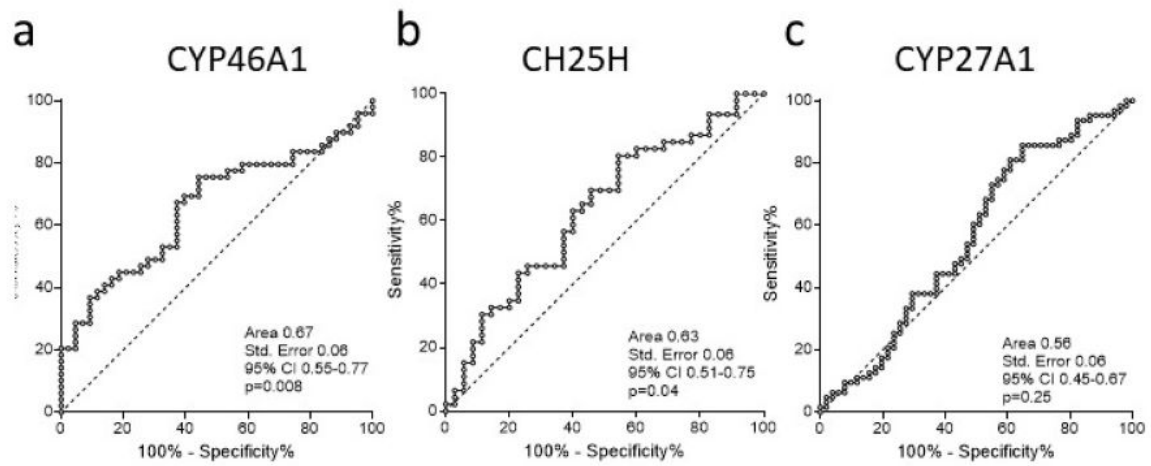 a
CYP46A1
100
80
60
40
20
0
0 20 40 60 80 100
100% - Specificity%
Area 0.67
Std. Error 0.06
95% CI 0.55-0.77
p=0.008
b
CH25H
Sensitivity%
100
80
60
40
20
0
0 20 40 60 80 100
100% - Specificity%
Area 0.63
Std. Error 0.06
95% CI 0.51-0.75
p=0.04
c
CYP27A1
Sensitivity%
100
80
60
40
20
0
0 20 40 60 80 100
100% - Specificity%
Area 0.56
Std. Error 0.06
95% CI 0.45-0.67
p=0.25